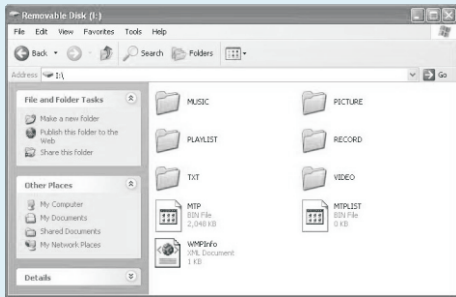 Removable Disk (I:)
File Edit View Favorites Tools Help
Back Search Folders
Address I:\ Go
File and Folder Tasks
Make a new folder
Publish this folder to the
Web
Share this folder
Other Places
My Computer
My Documents
Shared Documents
My Network Places
Details
MUSIC PICTURE
PLAYLIST RECORD
TXT VIDEO
MTP
BIN File
2,048 KB
MTPLIST
BIN File
0 KB
WMPInfo
XML Document
1 KB